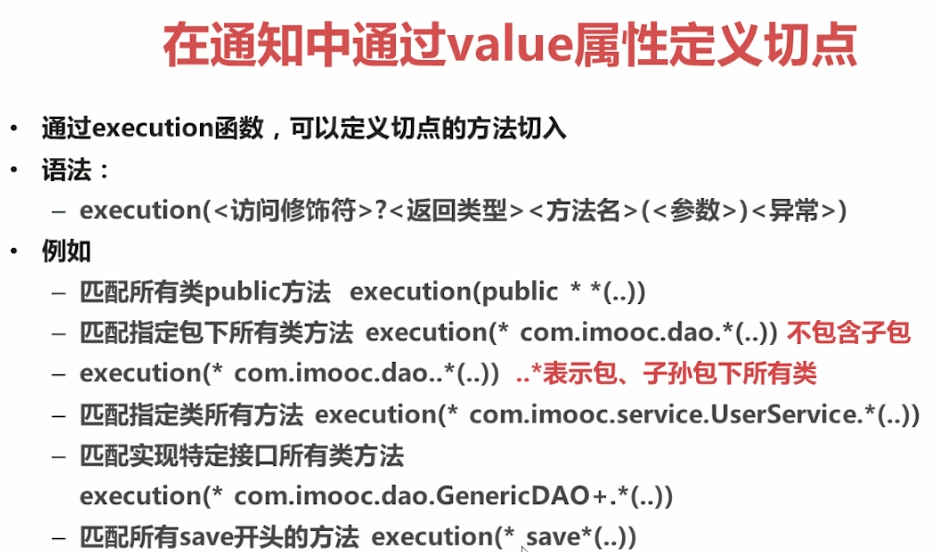 在通知中通过value属性定义切点
• 通过execution函数，可以定义切点的方法切入
• 语法：
– execution(<访问修饰符>?<返回类型><方法名>(<参数>)<异常>)
• 例如
– 匹配所有类public方法 execution(public * *(..))
– 匹配指定包下所有类方法 execution(* com.imooc.dao.*(..)) 不包含子包
– execution(* com.imooc.dao..*(..)) ..*表示包、子孙包下所有类
– 匹配指定类所有方法 execution(* com.imooc.service.UserService.*(..))
– 匹配实现特定接口所有类方法
execution(* com.imooc.dao.GenericDAO+.*(..))
– 匹配所有save开头的方法 execution(* save*(..))